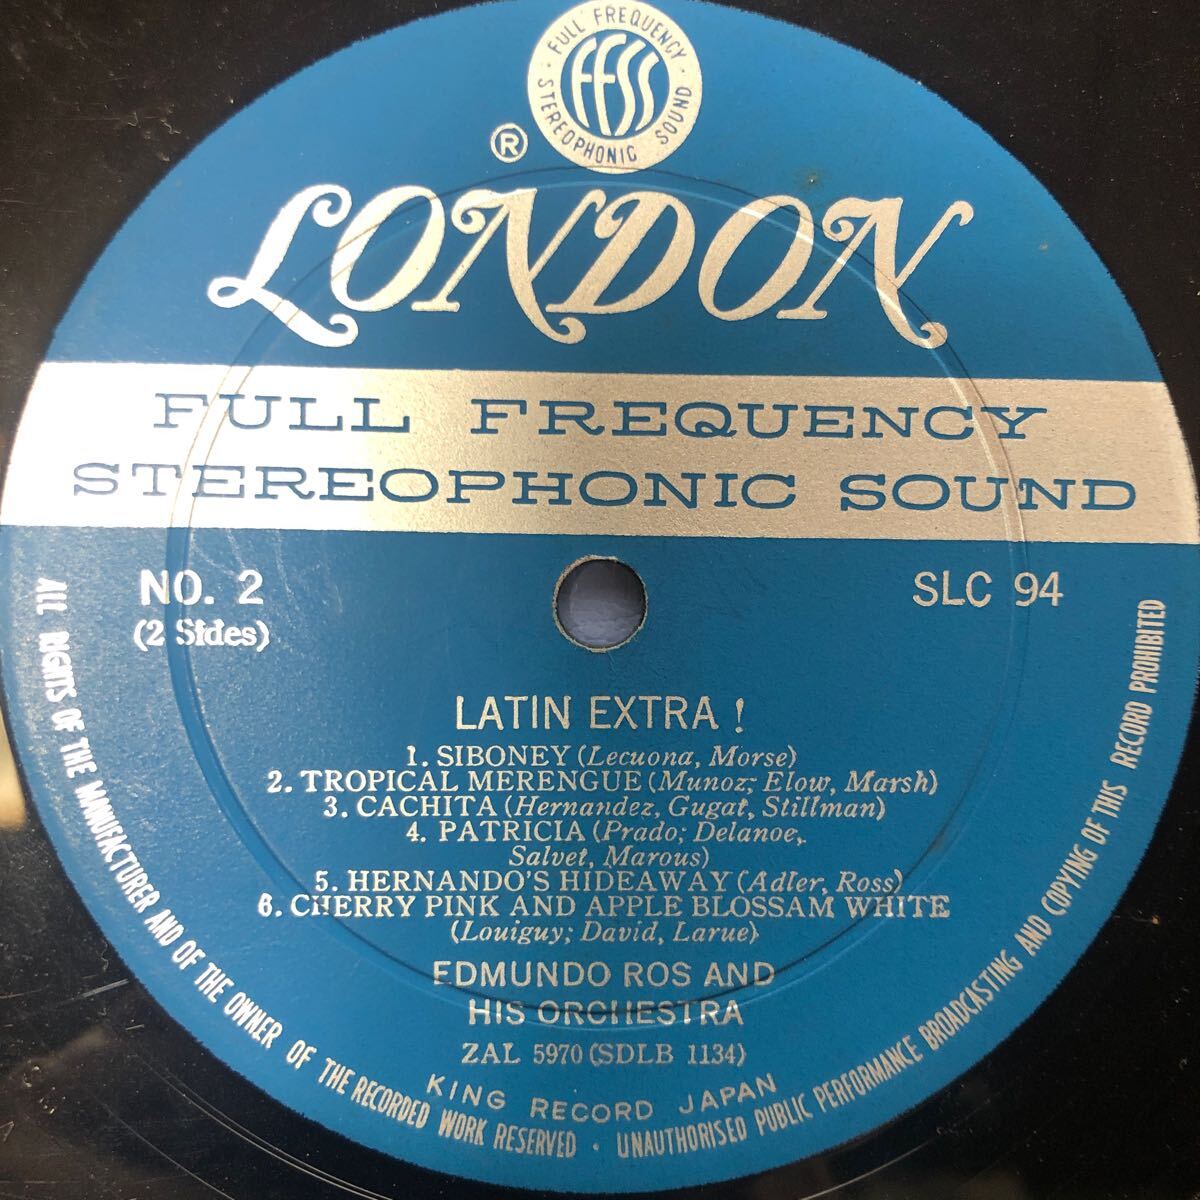 FULL FREQUENCY
STEREOPHONIC SOUND
FFSS
®
LONDON
FULL FREQUENCY
STEREOPHONIC SOUND
NO. 2
(2 Sides)
SLC 94
LATIN EXTRA !
1. SIBONEY (Lecuona, Morse)
2. TROPICAL MERENGUE (Munoz; Elow, Marsh)
3. CACHITA (Hernandez, Gugat, Stillman)
4. PATRICIA (Prado; Delanoe,
Salvet, Marous)
5. HERNANDO'S HIDEAWAY (Adler, Ross)
6. CHERRY PINK AND APPLE BLOSSAM WHITE
(Louiguy; David, Larue)
EDMUNDO ROS AND
HIS ORCHESTRA
ZAL 5970 (SDLB 1134)
KING RECORD JAPAN
ALL RIGHTS OF THE MANUFACTURER AND OF THE OWNER OF THE RECORDED WORK RESERVED · UNAUTHORISED PUBLIC PERFORMANCE BROADCASTING AND COPYING OF THIS RECORD PROHIBITED